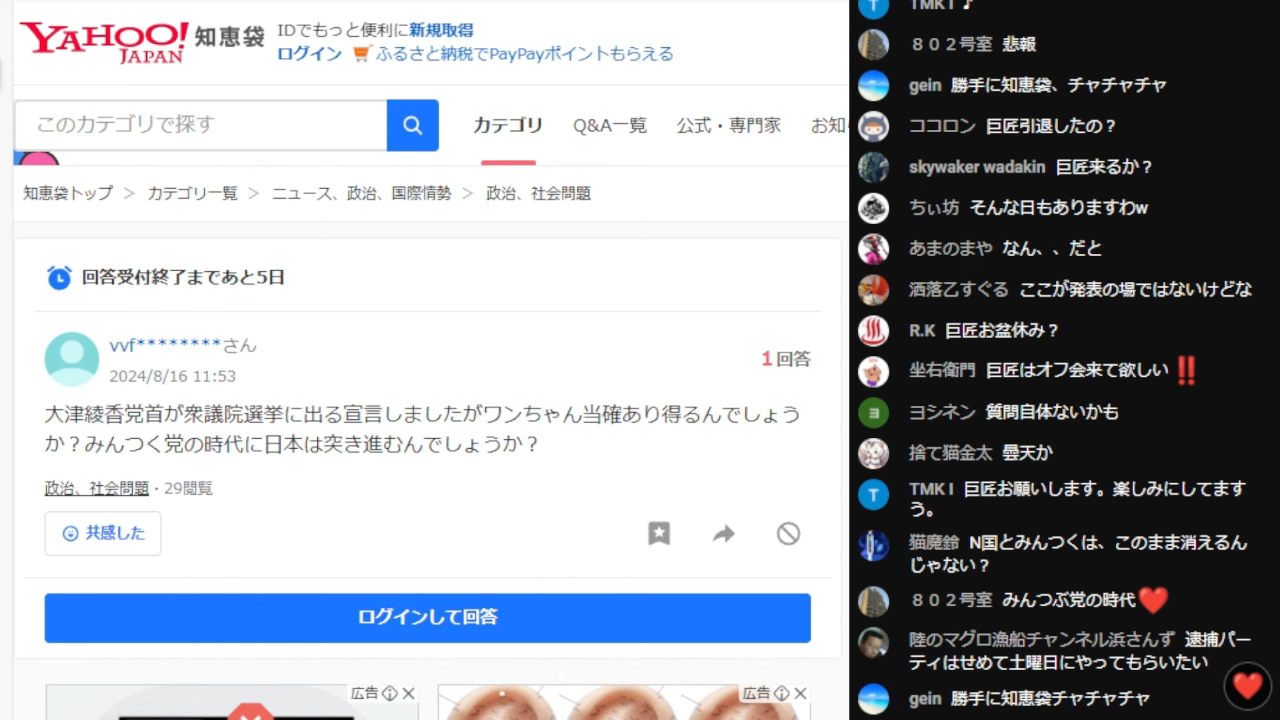 YAHOO! JAPAN 知恵袋
IDでもっと便利に新規取得
ログイン ふるさと納税でPayPayポイントもらえる
このカテゴリで探す
カテゴリ Q&A一覧 公式・専門家 お知
知恵袋トップ > カテゴリ一覧 > ニュース、政治、国際情勢 > 政治、社会問題
回答受付終了まであと5日
vvf********さん
2024/8/16 11:53
1回答
大津綾香党首が衆議院選挙に出る宣言しましたがワンちゃん当確あり得るんでしょう
か？みんつく党の時代に日本は突き進むんでしょうか？
政治、社会問題・29閲覧
共感した
ログインして回答
広告
広告
T TMK I ♪
８０２号室 悲報
gein 勝手に知恵袋、チャチャチャ
ココロン 巨匠引退したの？
skywaker wadakin 巨匠来るか？
ちぃ坊 そんな日もありますわw
あまのまや なん、、だと
洒落乙すぐる ここが発表の場ではないけどな
R.K 巨匠お盆休み？
坐右衛門 巨匠はオフ会来て欲しい‼️
ヨ ヨシネン 質問自体ないかも
捨て猫金太 曇天か
T TMK I 巨匠お願いします。楽しみにしてます
う。
猫魔鈴 N国とみんつくは、このまま消えるん
じゃない？
８０２号室 みんつぶ党の時代❤️
陸のマグロ漁船チャンネル浜さんず 逮捕パー
ティはせめて土曜日にやってもらいたい
gein 勝手に知恵袋チャチャチャ